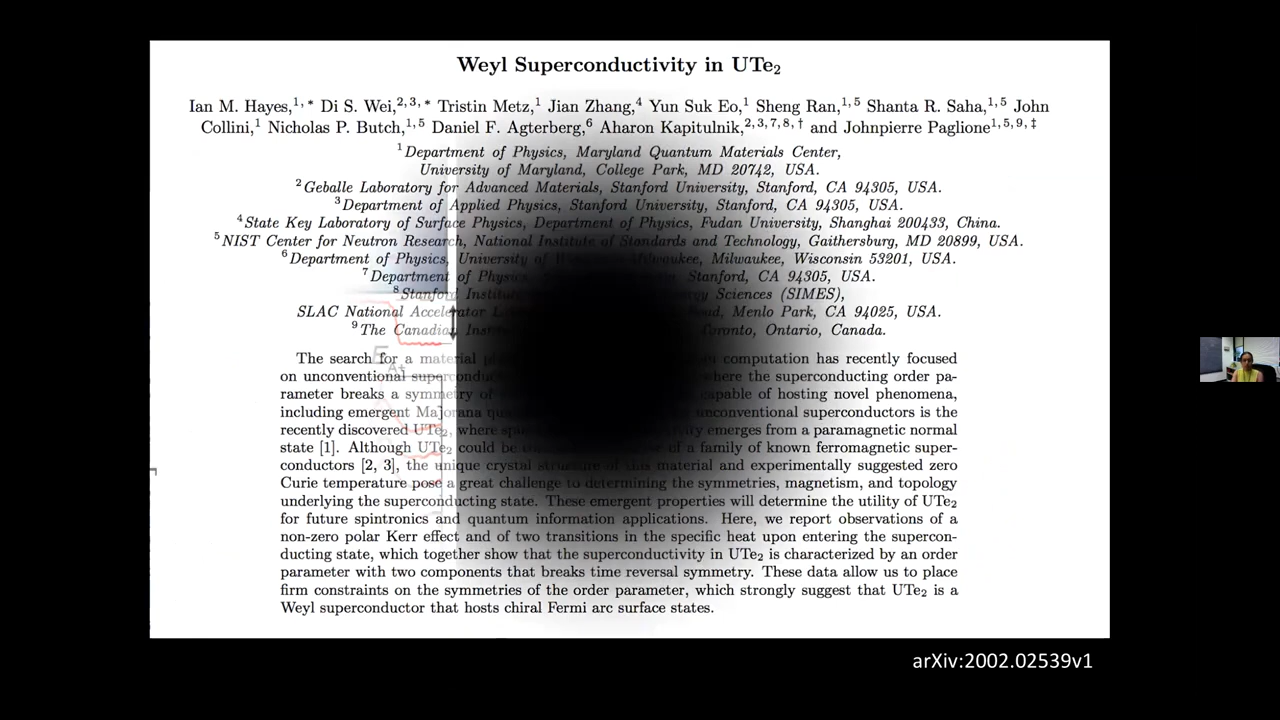 Weyl Superconductivity in UTe₂
Ian M. Hayes,¹,* Di S. Wei,²,³,* Tristin Metz,¹ Jian Zhang,⁴ Yun Suk Eo,¹ Sheng Ran,¹,⁵ Shanta R. Saha,¹,⁵ John
Collini,¹ Nicholas P. Butch,¹,⁵ Daniel F. Agterberg,⁶ Aharon Kapitulnik,²,³,⁷,⁸,† and Johnpierre Paglione¹,⁵,⁹,‡
¹Department of Physics, Maryland Quantum Materials Center,
University of Maryland, College Park, MD 20742, USA.
²Geballe Laboratory for Advanced Materials, Stanford University, Stanford, CA 94305, USA.
³Department of Applied Physics, Stanford University, Stanford, CA 94305, USA.
⁴State Key Laboratory of Surface Physics, Department of Physics, Fudan University, Shanghai 200433, China.
⁵NIST Center for Neutron Research, National Institute of Standards and Technology, Gaithersburg, MD 20899, USA.
⁶Department of Physics, University of Milwaukee, Milwaukee, Wisconsin 53201, USA.
⁷Department of Physics, Stanford, CA 94305, USA.
⁸Stanford Sciences (SIMES),
SLAC National Accelerator Menlo Park, CA 94025, USA.
⁹The Canadian Toronto, Ontario, Canada.
The search for a material computation has recently focused
on unconventional where the superconducting order pa-
rameter breaks a symmetry of capable of hosting novel phenomena,
including emergent Majorana unconventional superconductors is the
recently discovered UTe₂, where emerges from a paramagnetic normal
state [1]. Although UTe₂ could be of a family of known ferromagnetic super-
conductors [2, 3], the unique crystal structure of this material and experimentally suggested zero
Curie temperature pose a great challenge to determining the symmetries, magnetism, and topology
underlying the superconducting state. These emergent properties will determine the utility of UTe₂
for future spintronics and quantum information applications. Here, we report observations of a
non-zero polar Kerr effect and of two transitions in the specific heat upon entering the supercon-
ducting state, which together show that the superconductivity in UTe₂ is characterized by an order
parameter with two components that breaks time reversal symmetry. These data allow us to place
firm constraints on the symmetries of the order parameter, which strongly suggest that UTe₂ is a
Weyl superconductor that hosts chiral Fermi arc surface states.
arXiv:2002.02539v1